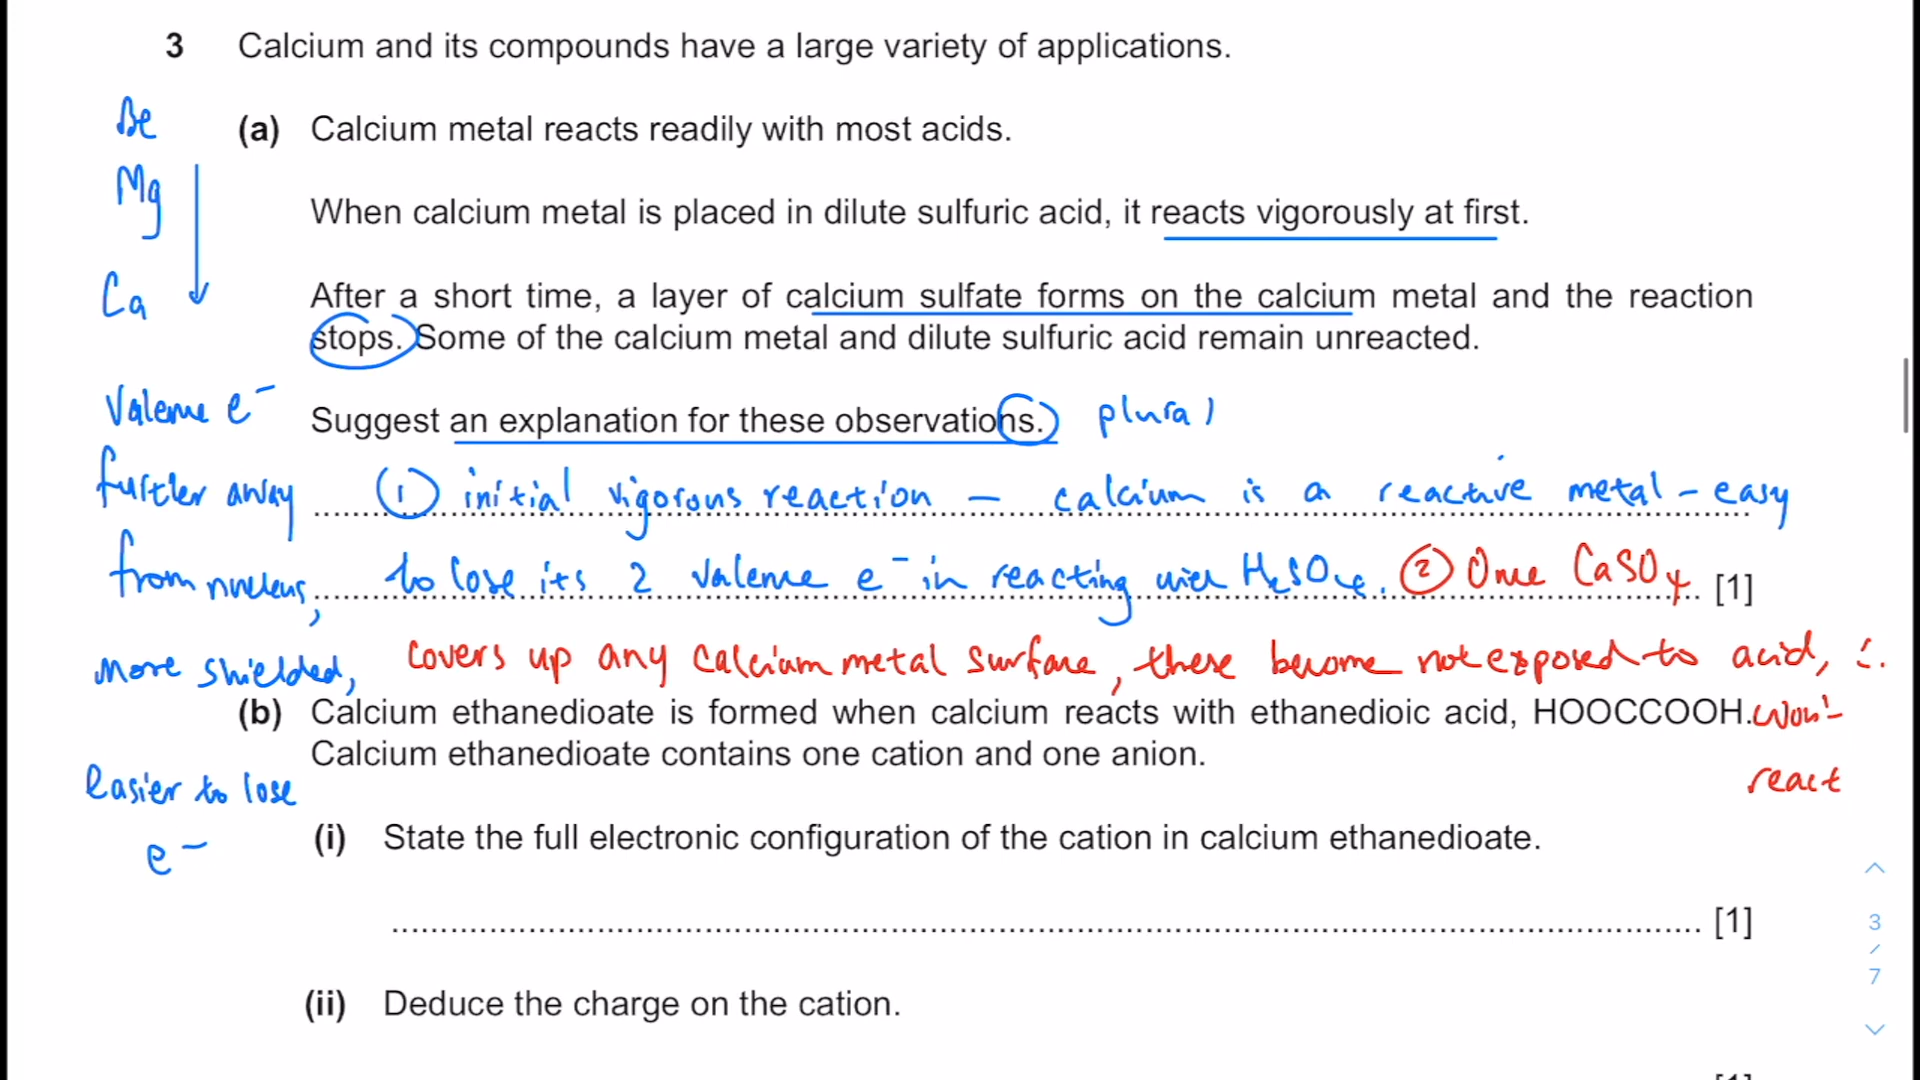 3 Calcium and its compounds have a large variety of applications.
Be
(a) Calcium metal reacts readily with most acids.
Mg
When calcium metal is placed in dilute sulfuric acid, it reacts vigorously at first.
Ca
After a short time, a layer of calcium sulfate forms on the calcium metal and the reaction
stops. Some of the calcium metal and dilute sulfuric acid remain unreacted.
Valence e⁻
Suggest an explanation for these observations. plural
further away
① initial vigorous reaction – calcium is a reactive metal – easy
from nucleus,
to lose its 2 valence e⁻ in reacting with H₂SO₄. ② Once CaSO₄ [1]
more shielded,
covers up any calcium metal surface, these become not exposed to acid, ∴
(b) Calcium ethanedioate is formed when calcium reacts with ethanedioic acid, HOOCCOOH. won't
Calcium ethanedioate contains one cation and one anion.
react
easier to lose
e⁻
(i) State the full electronic configuration of the cation in calcium ethanedioate.
[1]
(ii) Deduce the charge on the cation.
3
/
7